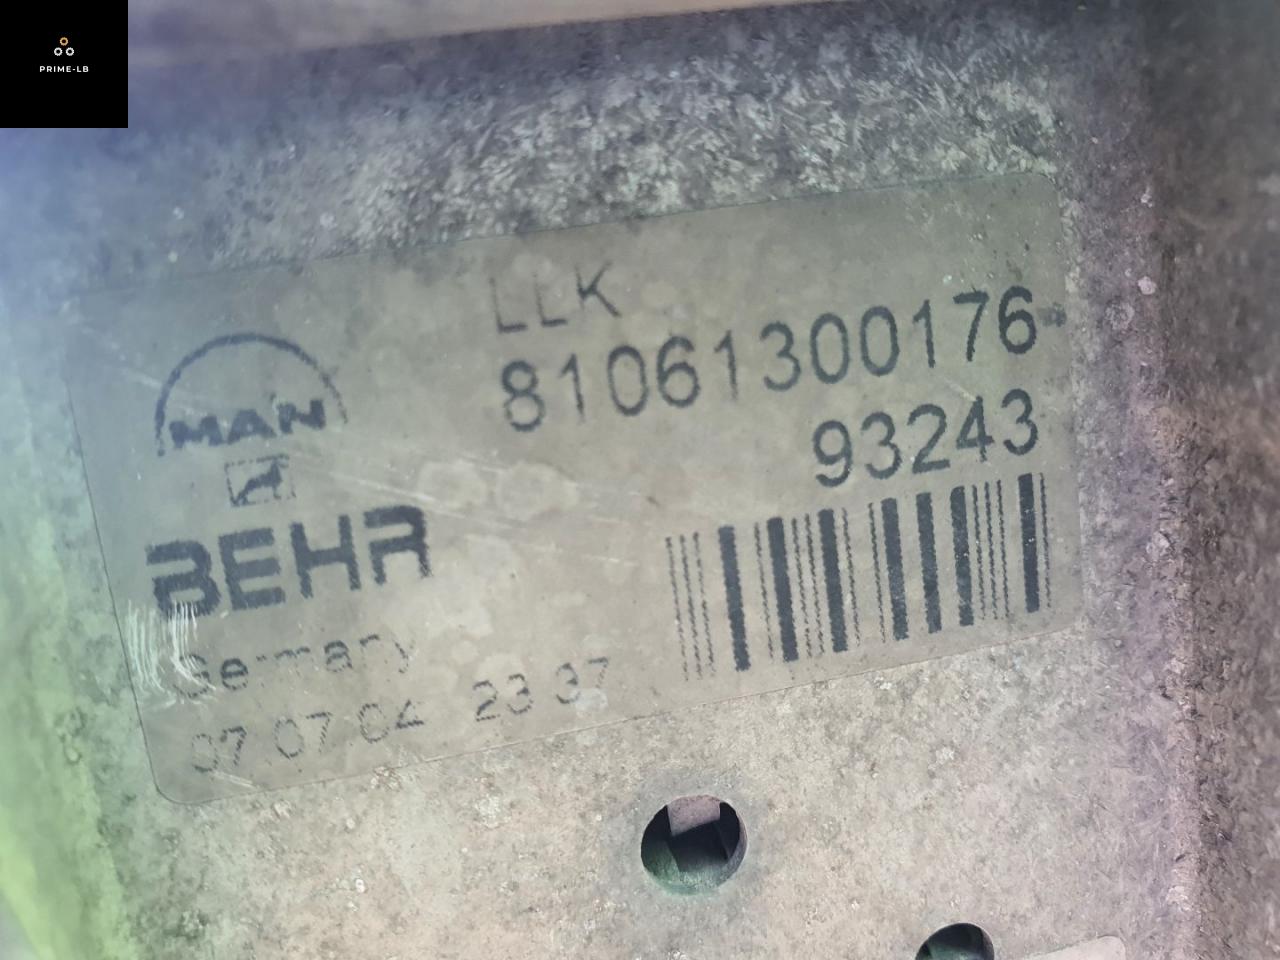 PRIME-LB
LLK
81061300176
93243
MAN
BEHR
Germany
07.07.04 23 37